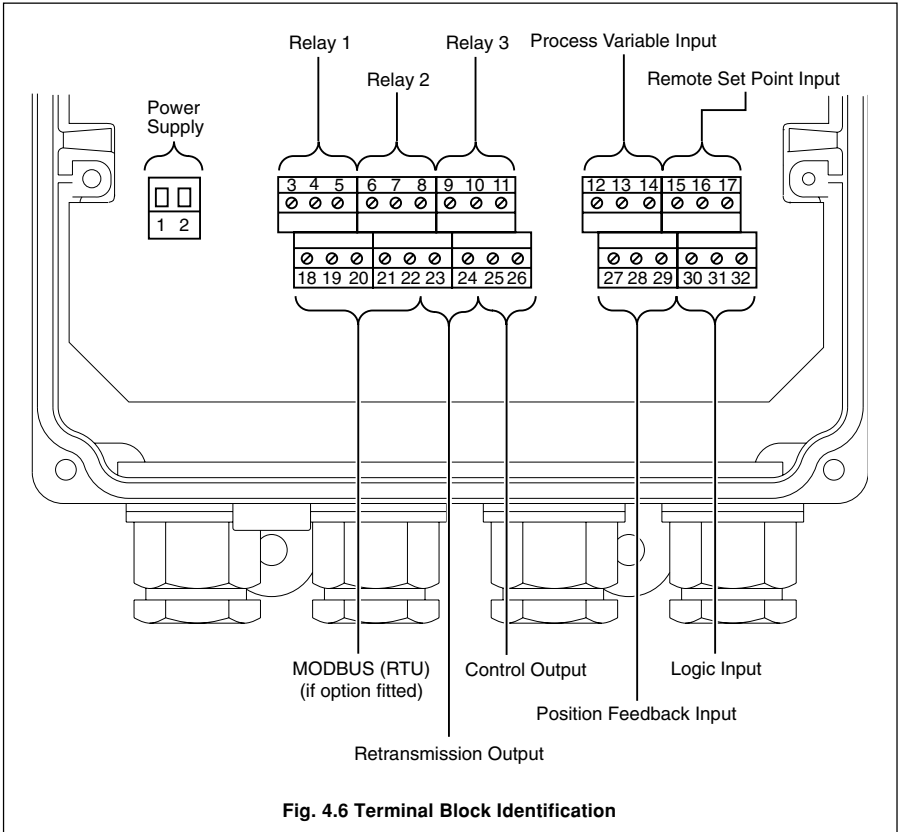 Relay 1
Relay 3
Process Variable Input
Relay 2
Remote Set Point Input
Power
Supply
1 2
3 4 5 6 7 8 9 10 11
12 13 14 15 16 17
18 19 20 21 22 23 24 25 26
27 28 29 30 31 32
MODBUS (RTU)
(if option fitted)
Control Output
Logic Input
Position Feedback Input
Retransmission Output
Fig. 4.6 Terminal Block Identification